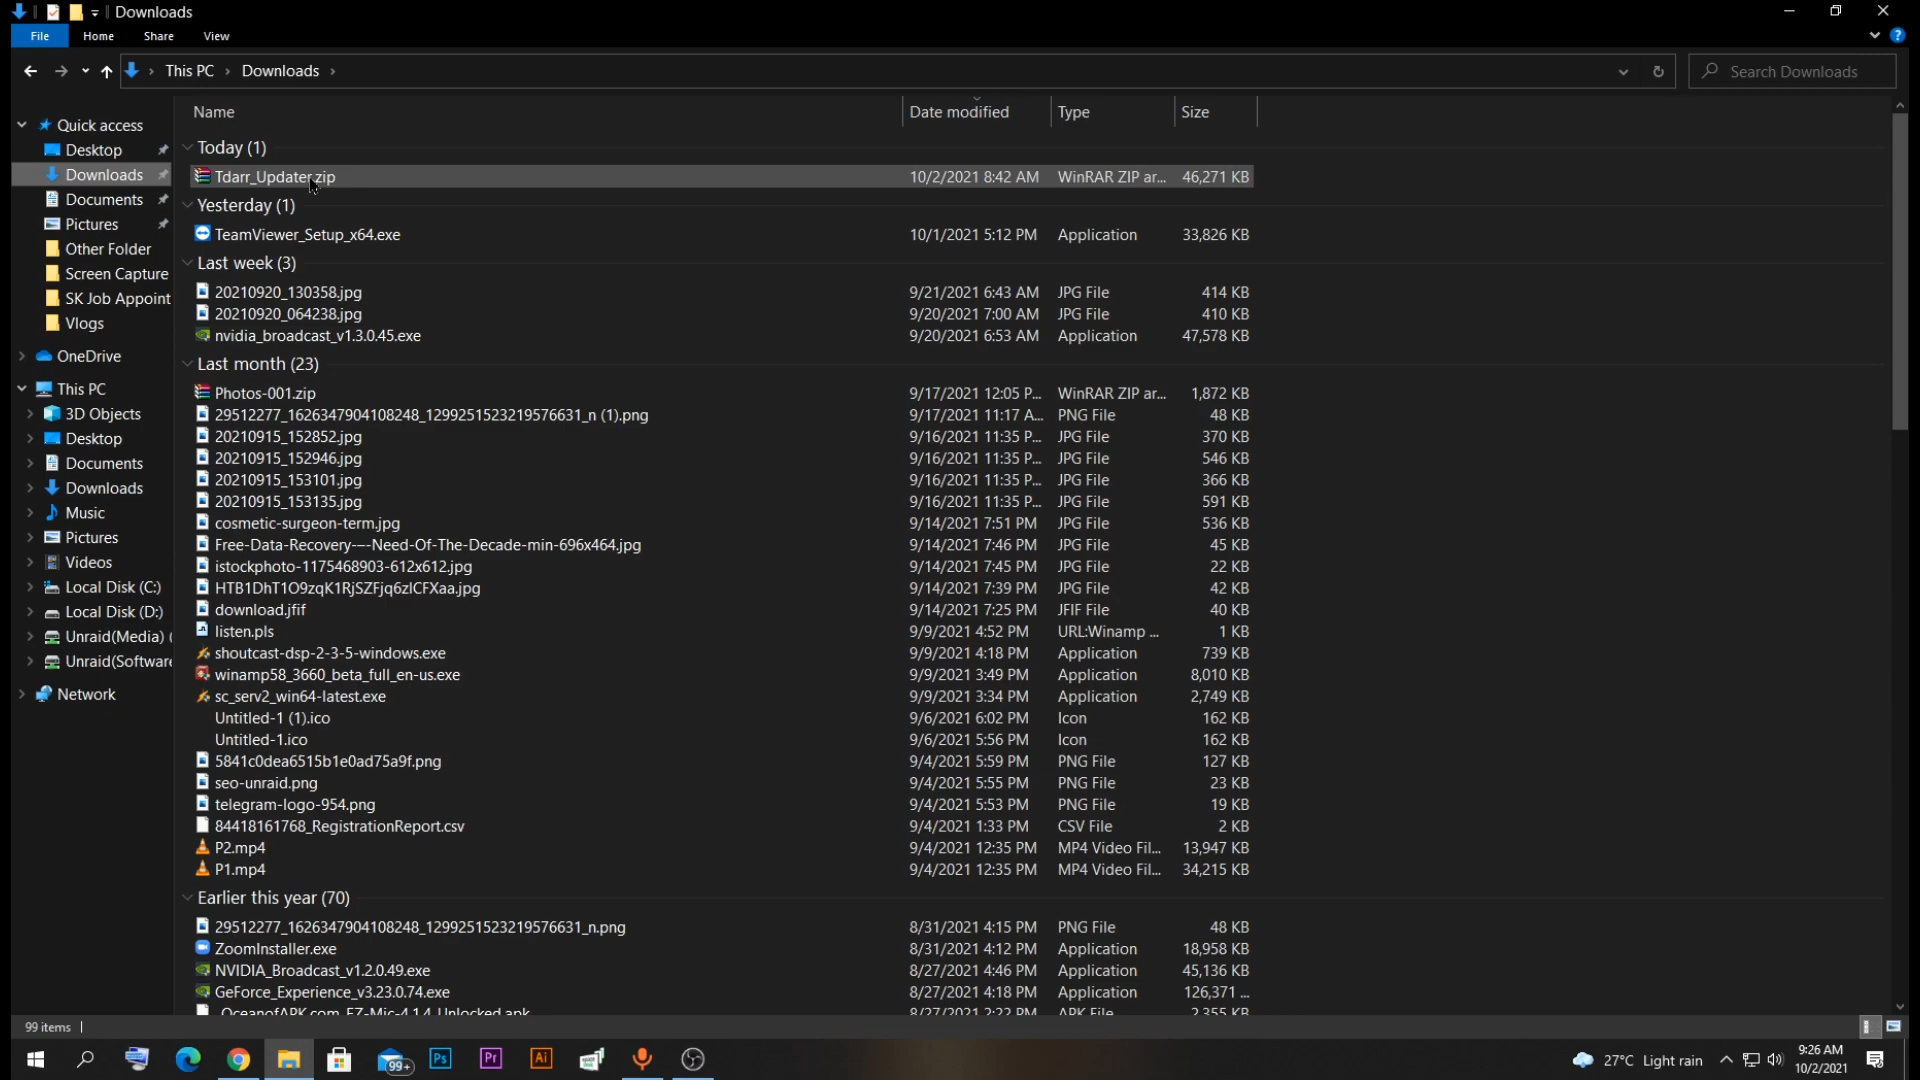 Downloads
File Home Share View
This PC Downloads
Search Downloads
Name Date modified Type Size
Quick access
Desktop
Downloads
Documents
Pictures
Other Folder
Screen Capture
SK Job Appoint
Vlogs
OneDrive
This PC
3D Objects
Desktop
Documents
Downloads
Music
Pictures
Videos
Local Disk (C:)
Local Disk (D:)
Unraid(Media) (
Unraid(Software
Network
Today (1)
Tdarr_Updater.zip 10/2/2021 8:42 AM WinRAR ZIP ar... 46,271 KB
Yesterday (1)
TeamViewer_Setup_x64.exe 10/1/2021 5:12 PM Application 33,826 KB
Last week (3)
20210920_130358.jpg 9/21/2021 6:43 AM JPG File 414 KB
20210920_064238.jpg 9/20/2021 7:00 AM JPG File 410 KB
nvidia_broadcast_v1.3.0.45.exe 9/20/2021 6:53 AM Application 47,578 KB
Last month (23)
Photos-001.zip 9/17/2021 12:05 P... WinRAR ZIP ar... 1,872 KB
29512277_1626347904108248_1299251523219576631_n (1).png 9/17/2021 11:17 A... PNG File 48 KB
20210915_152852.jpg 9/16/2021 11:35 P... JPG File 370 KB
20210915_152946.jpg 9/16/2021 11:35 P... JPG File 546 KB
20210915_153101.jpg 9/16/2021 11:35 P... JPG File 366 KB
20210915_153135.jpg 9/16/2021 11:35 P... JPG File 591 KB
cosmetic-surgeon-term.jpg 9/14/2021 7:51 PM JPG File 536 KB
Free-Data-Recovery-–-Need-Of-The-Decade-min-696x464.jpg 9/14/2021 7:46 PM JPG File 45 KB
istockphoto-1175468903-612x612.jpg 9/14/2021 7:45 PM JPG File 22 KB
HTB1DhT1O9zqK1RjSZFjq6zlCFXaa.jpg 9/14/2021 7:39 PM JPG File 42 KB
download.jfif 9/14/2021 7:25 PM JFIF File 40 KB
listen.pls 9/9/2021 4:52 PM URL:Winamp ... 1 KB
shoutcast-dsp-2-3-5-windows.exe 9/9/2021 4:18 PM Application 739 KB
winamp58_3660_beta_full_en-us.exe 9/9/2021 3:49 PM Application 8,010 KB
sc_serv2_win64-latest.exe 9/9/2021 3:34 PM Application 2,749 KB
Untitled-1 (1).ico 9/6/2021 6:02 PM Icon 162 KB
Untitled-1.ico 9/6/2021 5:56 PM Icon 162 KB
5841c0dea6515b1e0ad75a9f.png 9/4/2021 5:59 PM PNG File 127 KB
seo-unraid.png 9/4/2021 5:55 PM PNG File 23 KB
telegram-logo-954.png 9/4/2021 5:53 PM PNG File 19 KB
84418161768_RegistrationReport.csv 9/4/2021 1:33 PM CSV File 2 KB
P2.mp4 9/4/2021 12:35 PM MP4 Video Fil... 13,947 KB
P1.mp4 9/4/2021 12:35 PM MP4 Video Fil... 34,215 KB
Earlier this year (70)
29512277_1626347904108248_1299251523219576631_n.png 8/31/2021 4:15 PM PNG File 48 KB
ZoomInstaller.exe 8/31/2021 4:12 PM Application 18,958 KB
NVIDIA_Broadcast_v1.2.0.49.exe 8/27/2021 4:46 PM Application 45,136 KB
GeForce_Experience_v3.23.0.74.exe 8/27/2021 4:18 PM Application 126,371 ...
_OceanofAPK.com_EZ-Mic-4.1.4_Unlocked.apk 8/27/2021 2:22 PM APK File 2,355 KB
99 items
99+ Ps Pr Ai
27°C Light rain
9:26 AM
10/2/2021